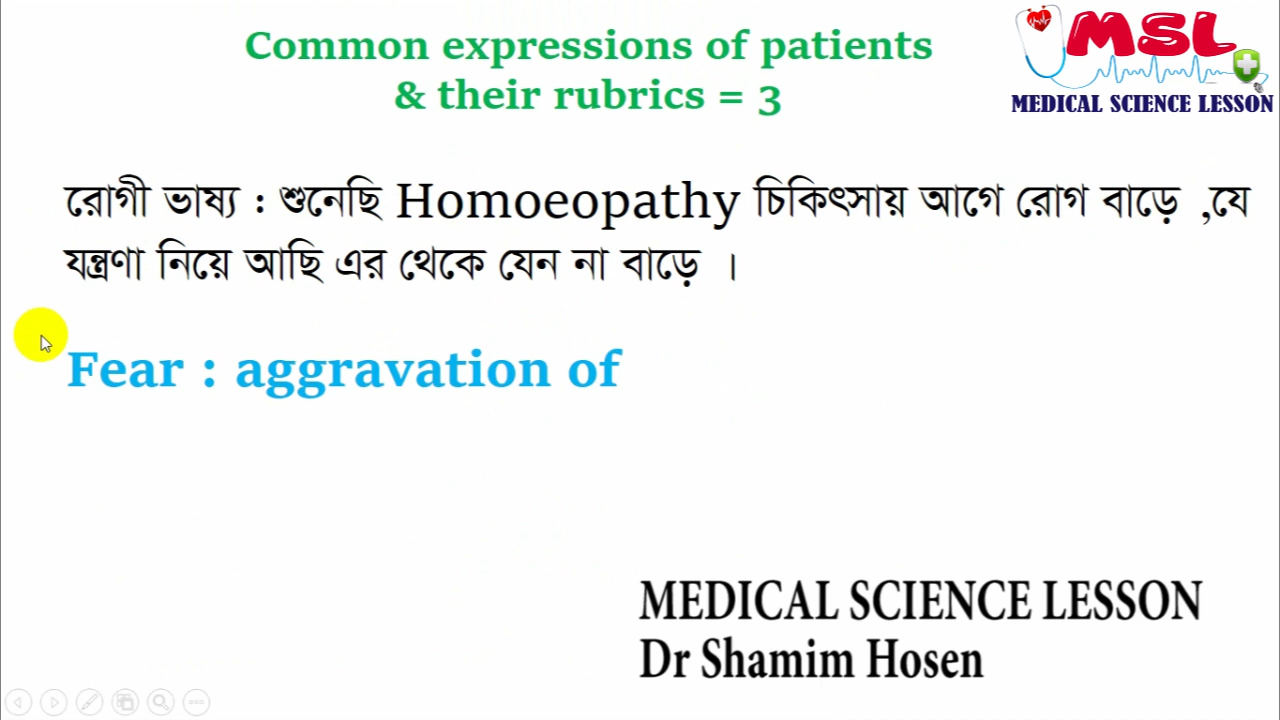 Common expressions of patients
& their rubrics = 3
MSL
MEDICAL SCIENCE LESSON
রোগী ভাষ্য : শুনেছি Homoeopathy চিকিৎসায় আগে রোগ বাড়ে ,যে
যন্ত্রণা নিয়ে আছি এর থেকে যেন না বাড়ে ।
Fear : aggravation of
MEDICAL SCIENCE LESSON
Dr Shamim Hosen